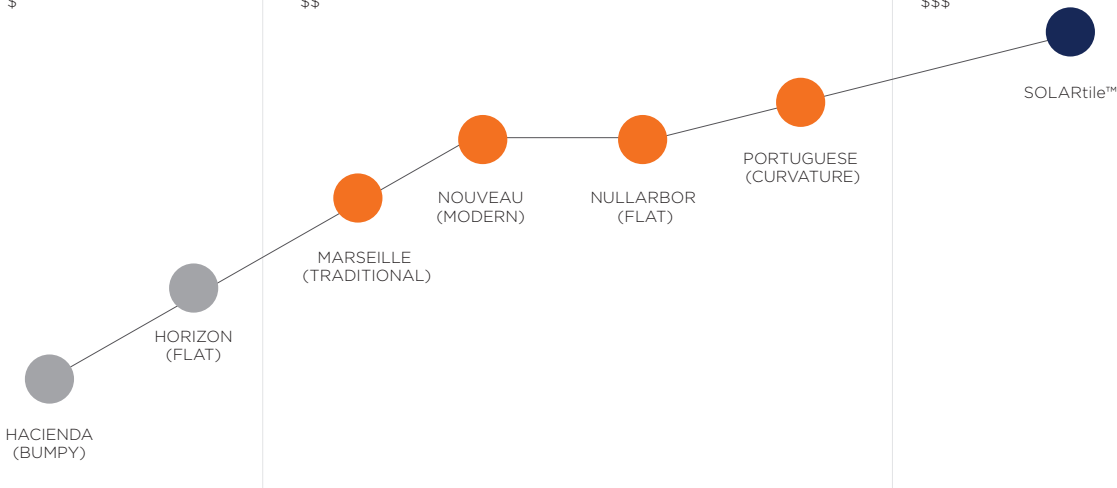 $
$$
$$$
SOLARtile™
PORTUGUESE
(CURVATURE)
NOUVEAU
(MODERN)
NULLARBOR
(FLAT)
MARSEILLE
(TRADITIONAL)
HORIZON
(FLAT)
HACIENDA
(BUMPY)